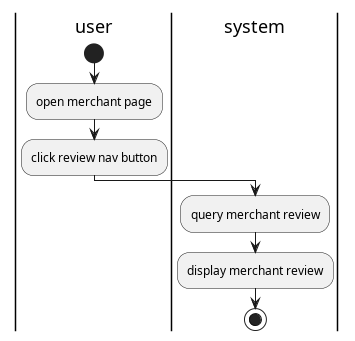 user
system
open merchant page
click review nav button
query merchant review
display merchant review